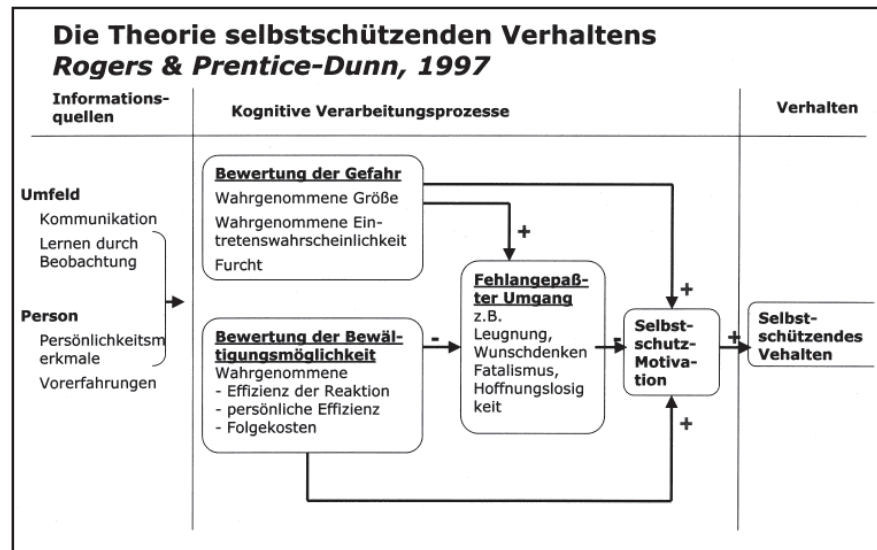 Die Theorie selbstschützenden Verhaltens
Rogers & Prentice-Dunn, 1997
Informations-
quellen
Kognitive Verarbeitungsprozesse
Verhalten
Umfeld
Kommunikation
Lernen durch
Beobachtung
Person
Persönlichkeitsm
erkmale
Vorerfahrungen
Bewertung der Gefahr
Wahrgenommene Größe
Wahrgenommene Ein-
tretenswahrscheinlichkeit
Furcht
Bewertung der Bewäl-
tigungsmöglichkeit
Wahrgenommene
- Effizienz der Reaktion
- persönliche Effizienz
- Folgekosten
+
-
Fehlangepaß-
ter Umgang
z.B.
Leugnung,
Wunschdenken
Fatalismus,
Hoffnungslosig
keit
+
-
+
Selbst-
schutz-
Motiva-
tion
+
Selbst-
schützendes
Vehalten